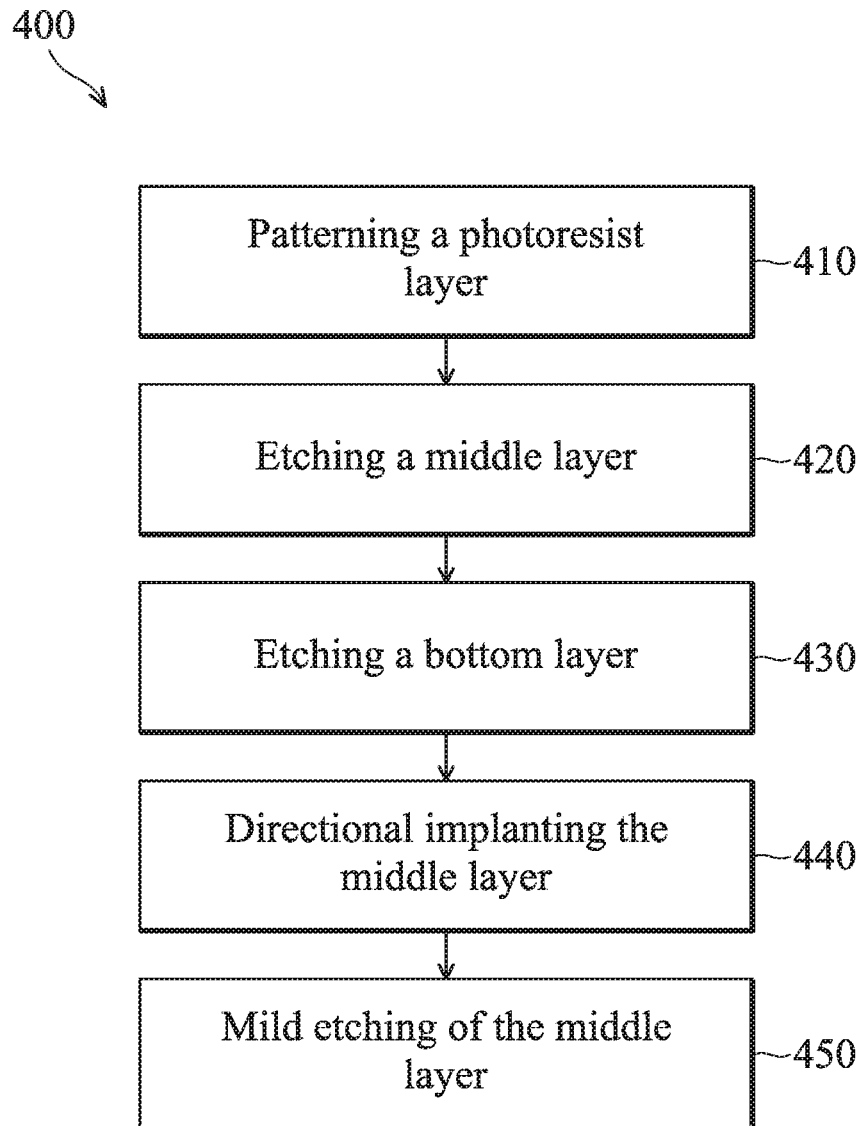 400
Patterning a photoresist
layer
410
Etching a middle layer
420
Etching a bottom layer
430
Directional implanting the
middle layer
440
Mild etching of the middle
layer
450